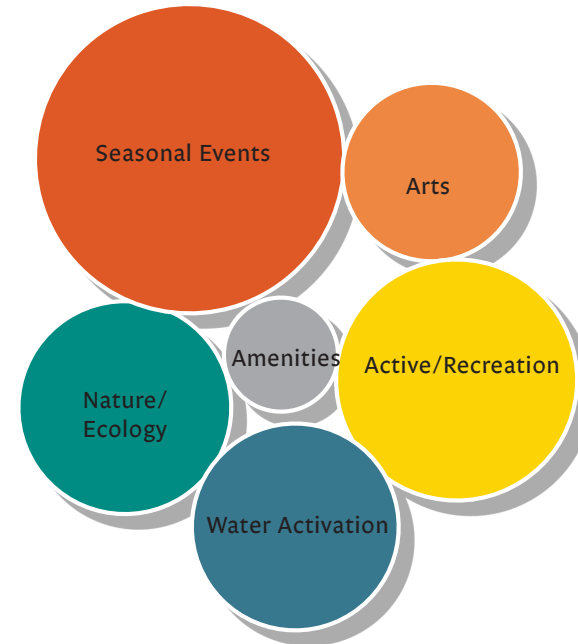 Seasonal Events
Arts
Amenities
Active/Recreation
Nature/
Ecology
Water Activation